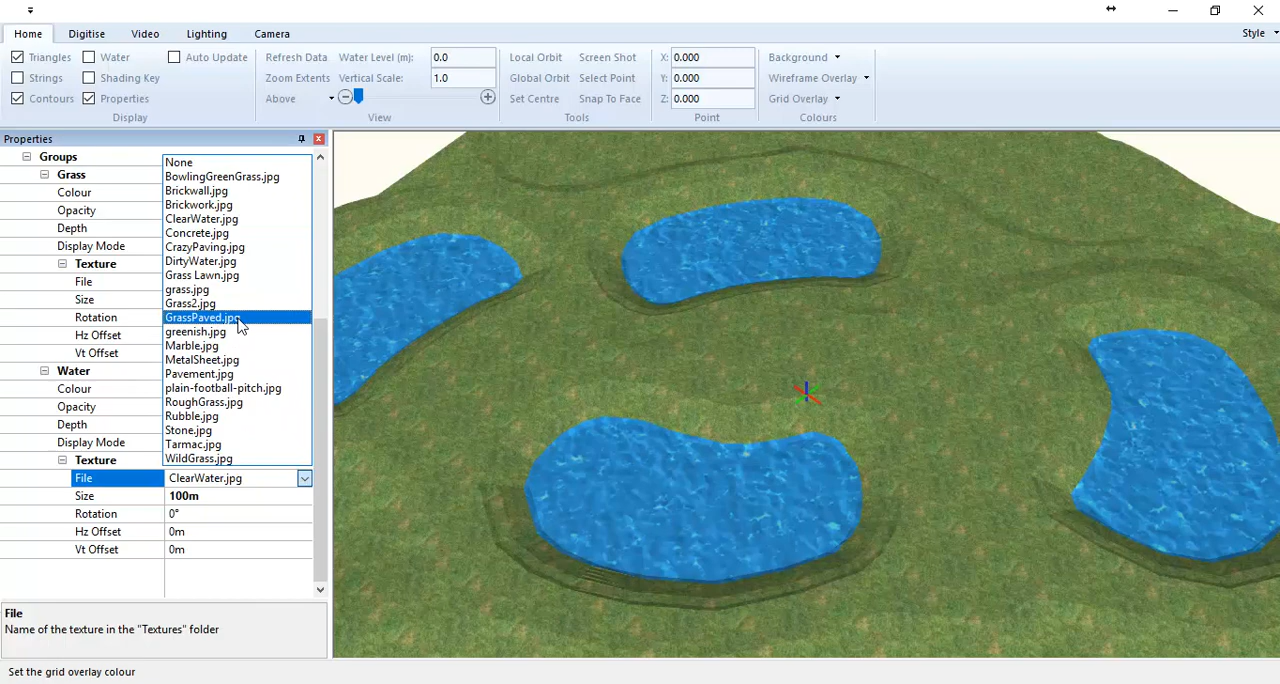 Home Digitise Video Lighting Camera Style
Triangles Water Auto Update Refresh Data Water Level (m): 0.0 Local Orbit Screen Shot X: 0.000 Background
Strings Shading Key Zoom Extents Vertical Scale: 1.0 Global Orbit Select Point Y: 0.000 Wireframe Overlay
Contours Properties Above Set Centre Snap To Face Z: 0.000 Grid Overlay
Display View Tools Point Colours
Properties
Groups
Grass
Colour
Opacity
Depth
Display Mode
Texture
File
Size
Rotation
Hz Offset
Vt Offset
Water
Colour
Opacity
Depth
Display Mode
Texture
File ClearWater.jpg
Size 100m
Rotation 0°
Hz Offset 0m
Vt Offset 0m
None
BowlingGreenGrass.jpg
Brickwall.jpg
Brickwork.jpg
ClearWater.jpg
Concrete.jpg
CrazyPaving.jpg
DirtyWater.jpg
Grass Lawn.jpg
grass.jpg
Grass2.jpg
GrassPaved.jpg
greenish.jpg
Marble.jpg
MetalSheet.jpg
Pavement.jpg
plain-football-pitch.jpg
RoughGrass.jpg
Rubble.jpg
Stone.jpg
Tarmac.jpg
WildGrass.jpg
File
Name of the texture in the "Textures" folder
Set the grid overlay colour